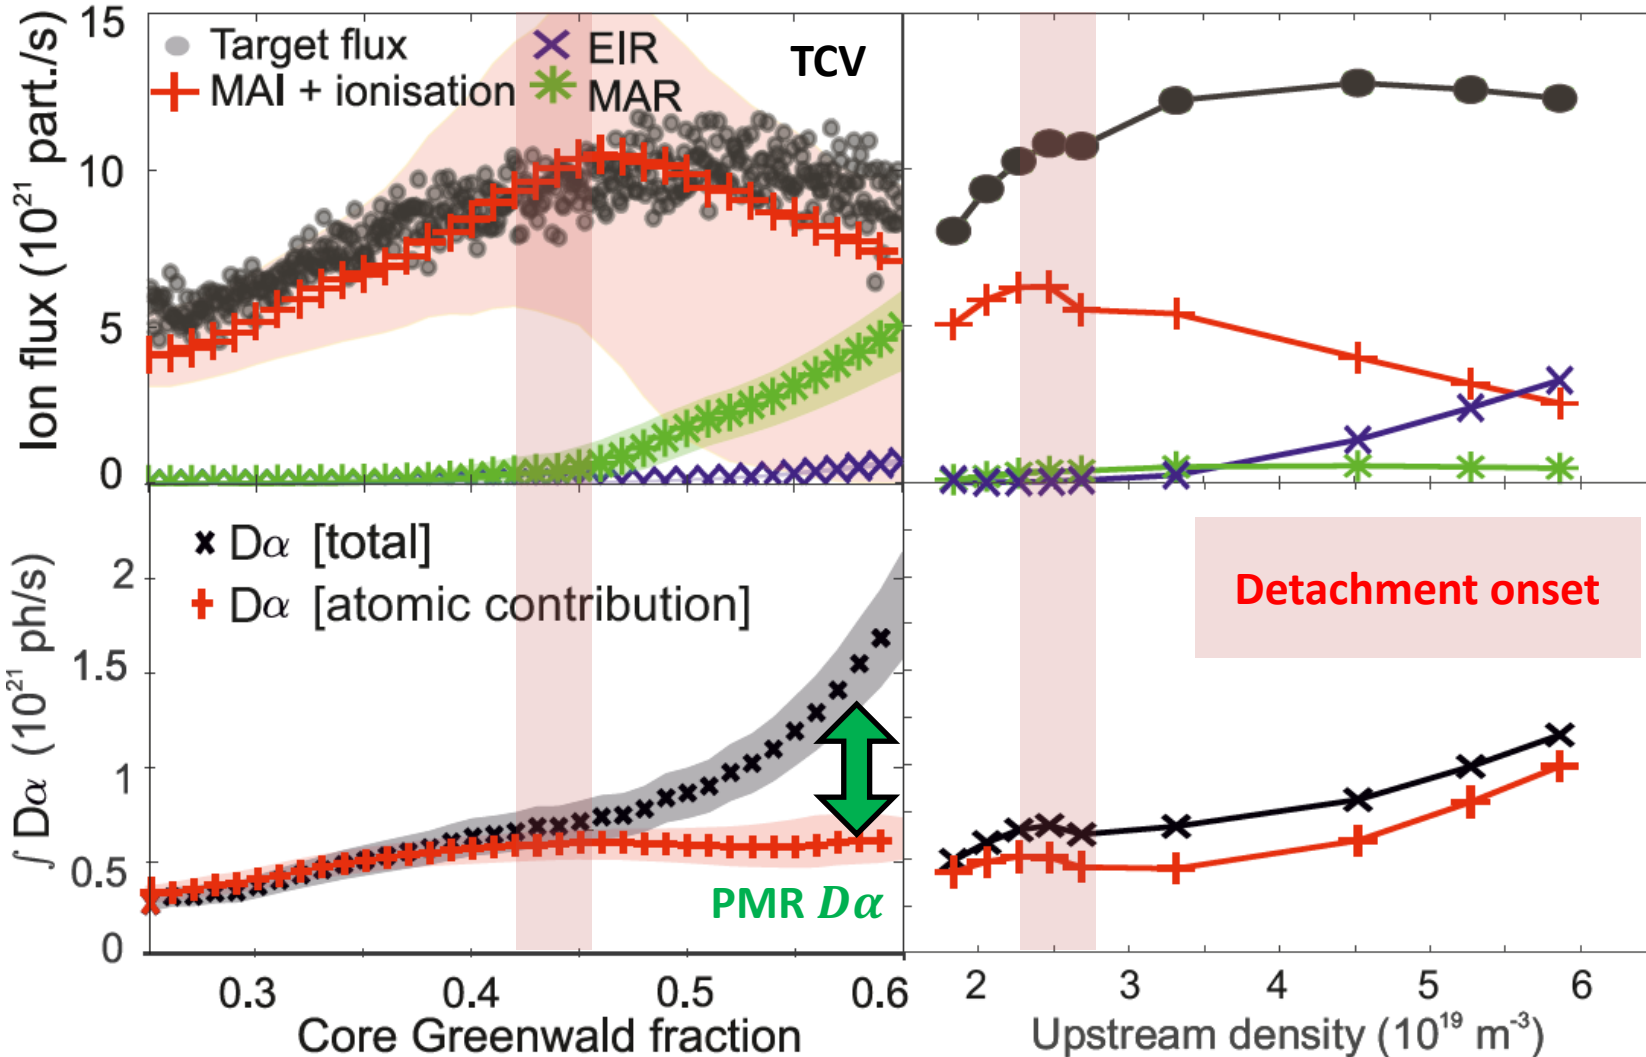 15
10
5
0
Ion flux (10²¹ part./s)
Target flux
MAI + ionisation
EIR
MAR
TCV
2
1.5
1
0.5
0
∫Dα (10²¹ ph/s)
Dα [total]
Dα [atomic contribution]
PMR Dα
Detachment onset
0.3 0.4 0.5 0.6
Core Greenwald fraction
2 3 4 5 6
Upstream density (10¹⁹ m⁻³)